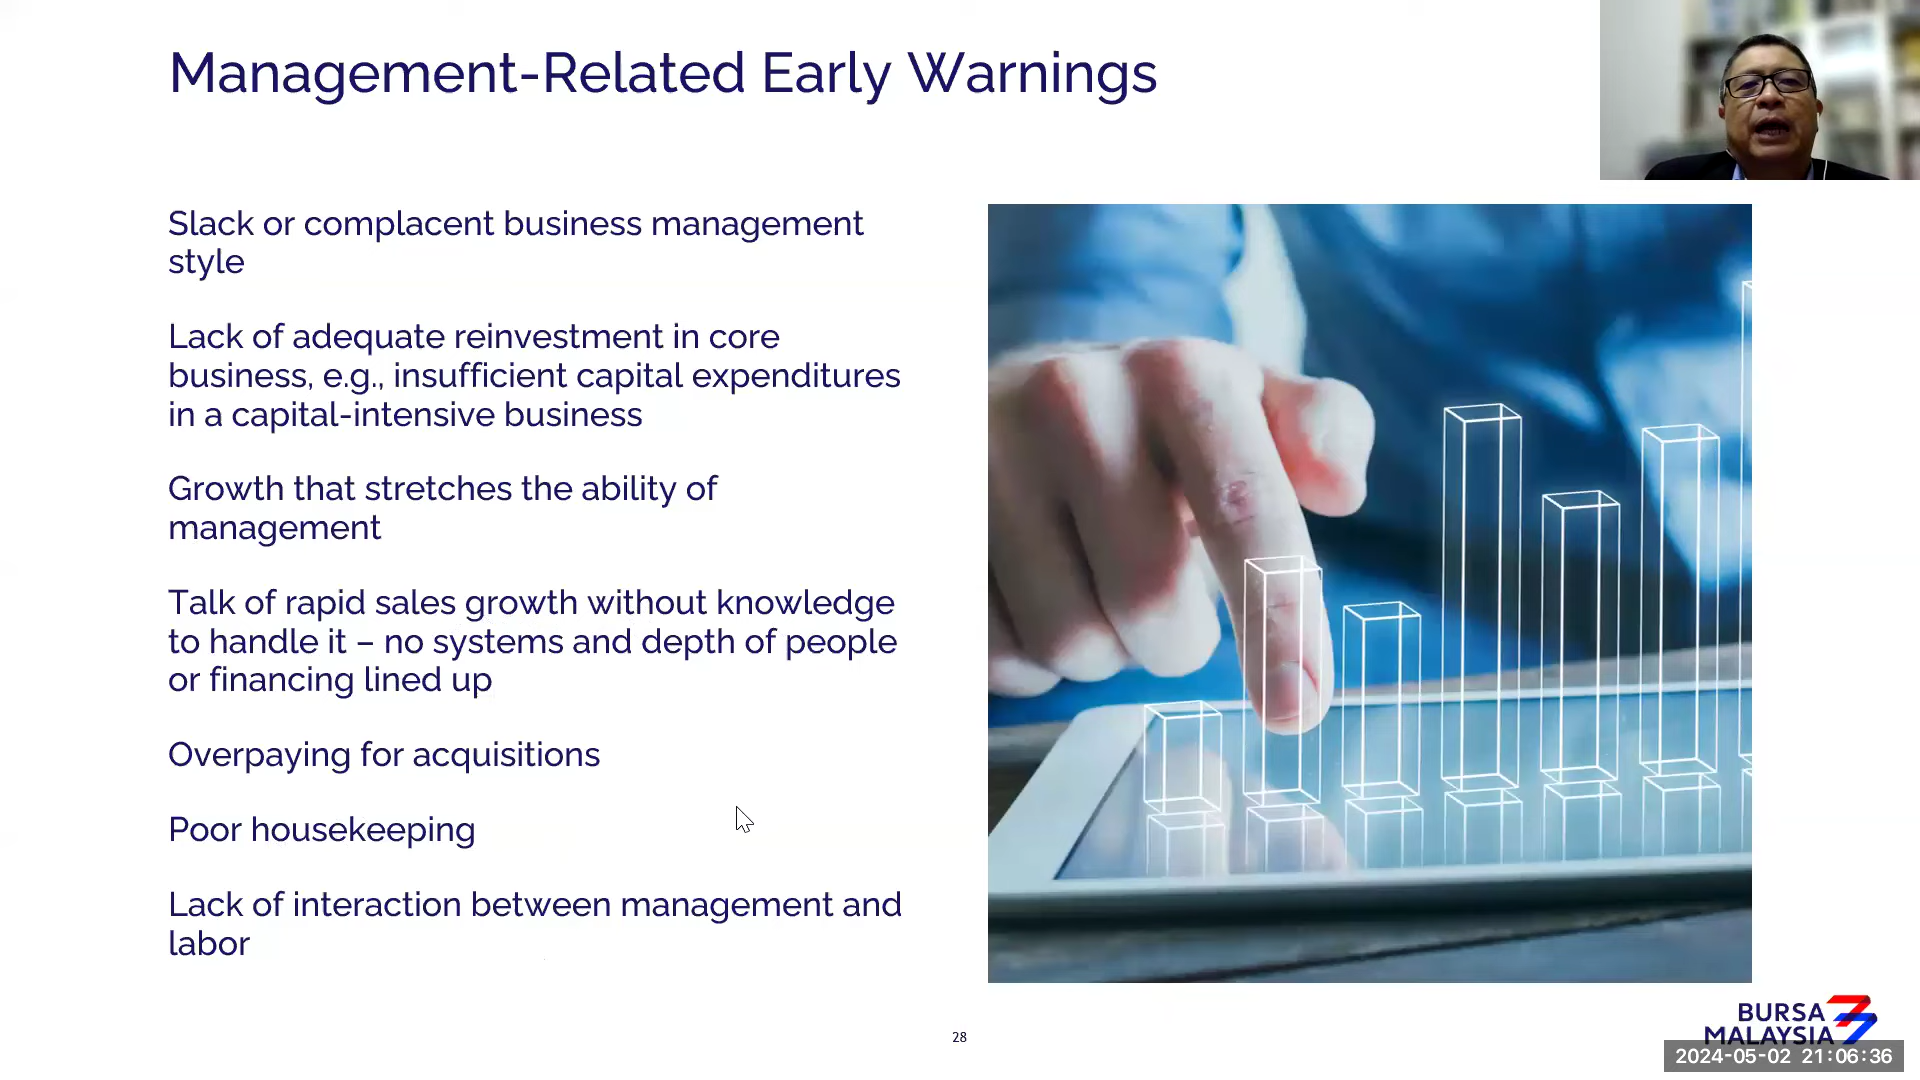 Management-Related Early Warnings
Slack or complacent business management
style
Lack of adequate reinvestment in core
business, e.g., insufficient capital expenditures
in a capital-intensive business
Growth that stretches the ability of
management
Talk of rapid sales growth without knowledge
to handle it – no systems and depth of people
or financing lined up
Overpaying for acquisitions
Poor housekeeping
Lack of interaction between management and
labor
28
BURSA
MALAYSIA
2024-05-02 21:06:36